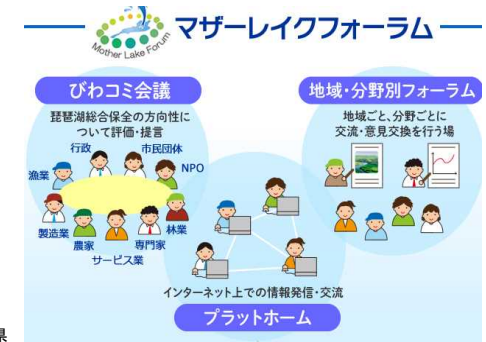 Mother Lake Forum
マザーレイクフォーラム
びわコミ会議
琵琶湖総合保全の方向性に
ついて評価・提言
行政
市民団体
漁業
NPO
製造業
農家
サービス業
専門家
林業
地域・分野別フォーラム
地域ごと、分野ごとに
交流・意見交換を行う場
インターネット上での情報発信・交流
プラットホーム
県